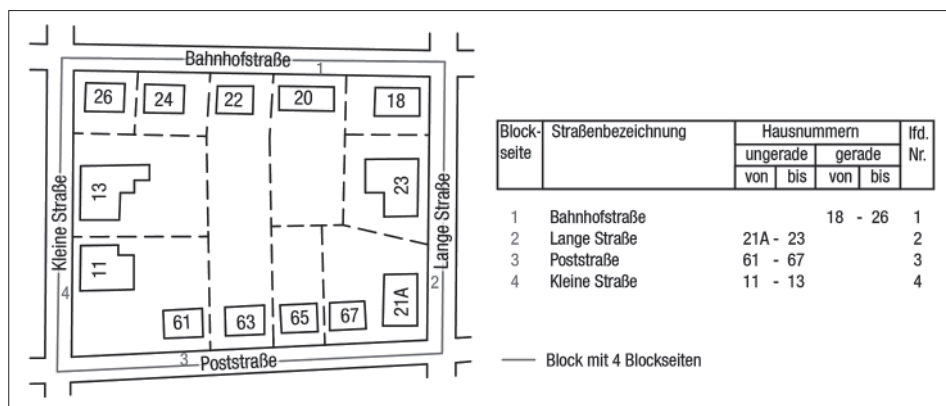 Bahnhofstraße
1
26
24
22
20
18
13
23
Kleine Straße
Lange Straße
11
4
2
21A
61
63
65
67
3
Poststraße
Block-seite Straßenbezeichnung Hausnummern lfd. Nr.
ungerade gerade
von bis von bis
1 Bahnhofstraße 18 - 26 1
2 Lange Straße 21A - 23 2
3 Poststraße 61 - 67 3
4 Kleine Straße 11 - 13 4
Block mit 4 Blockseiten